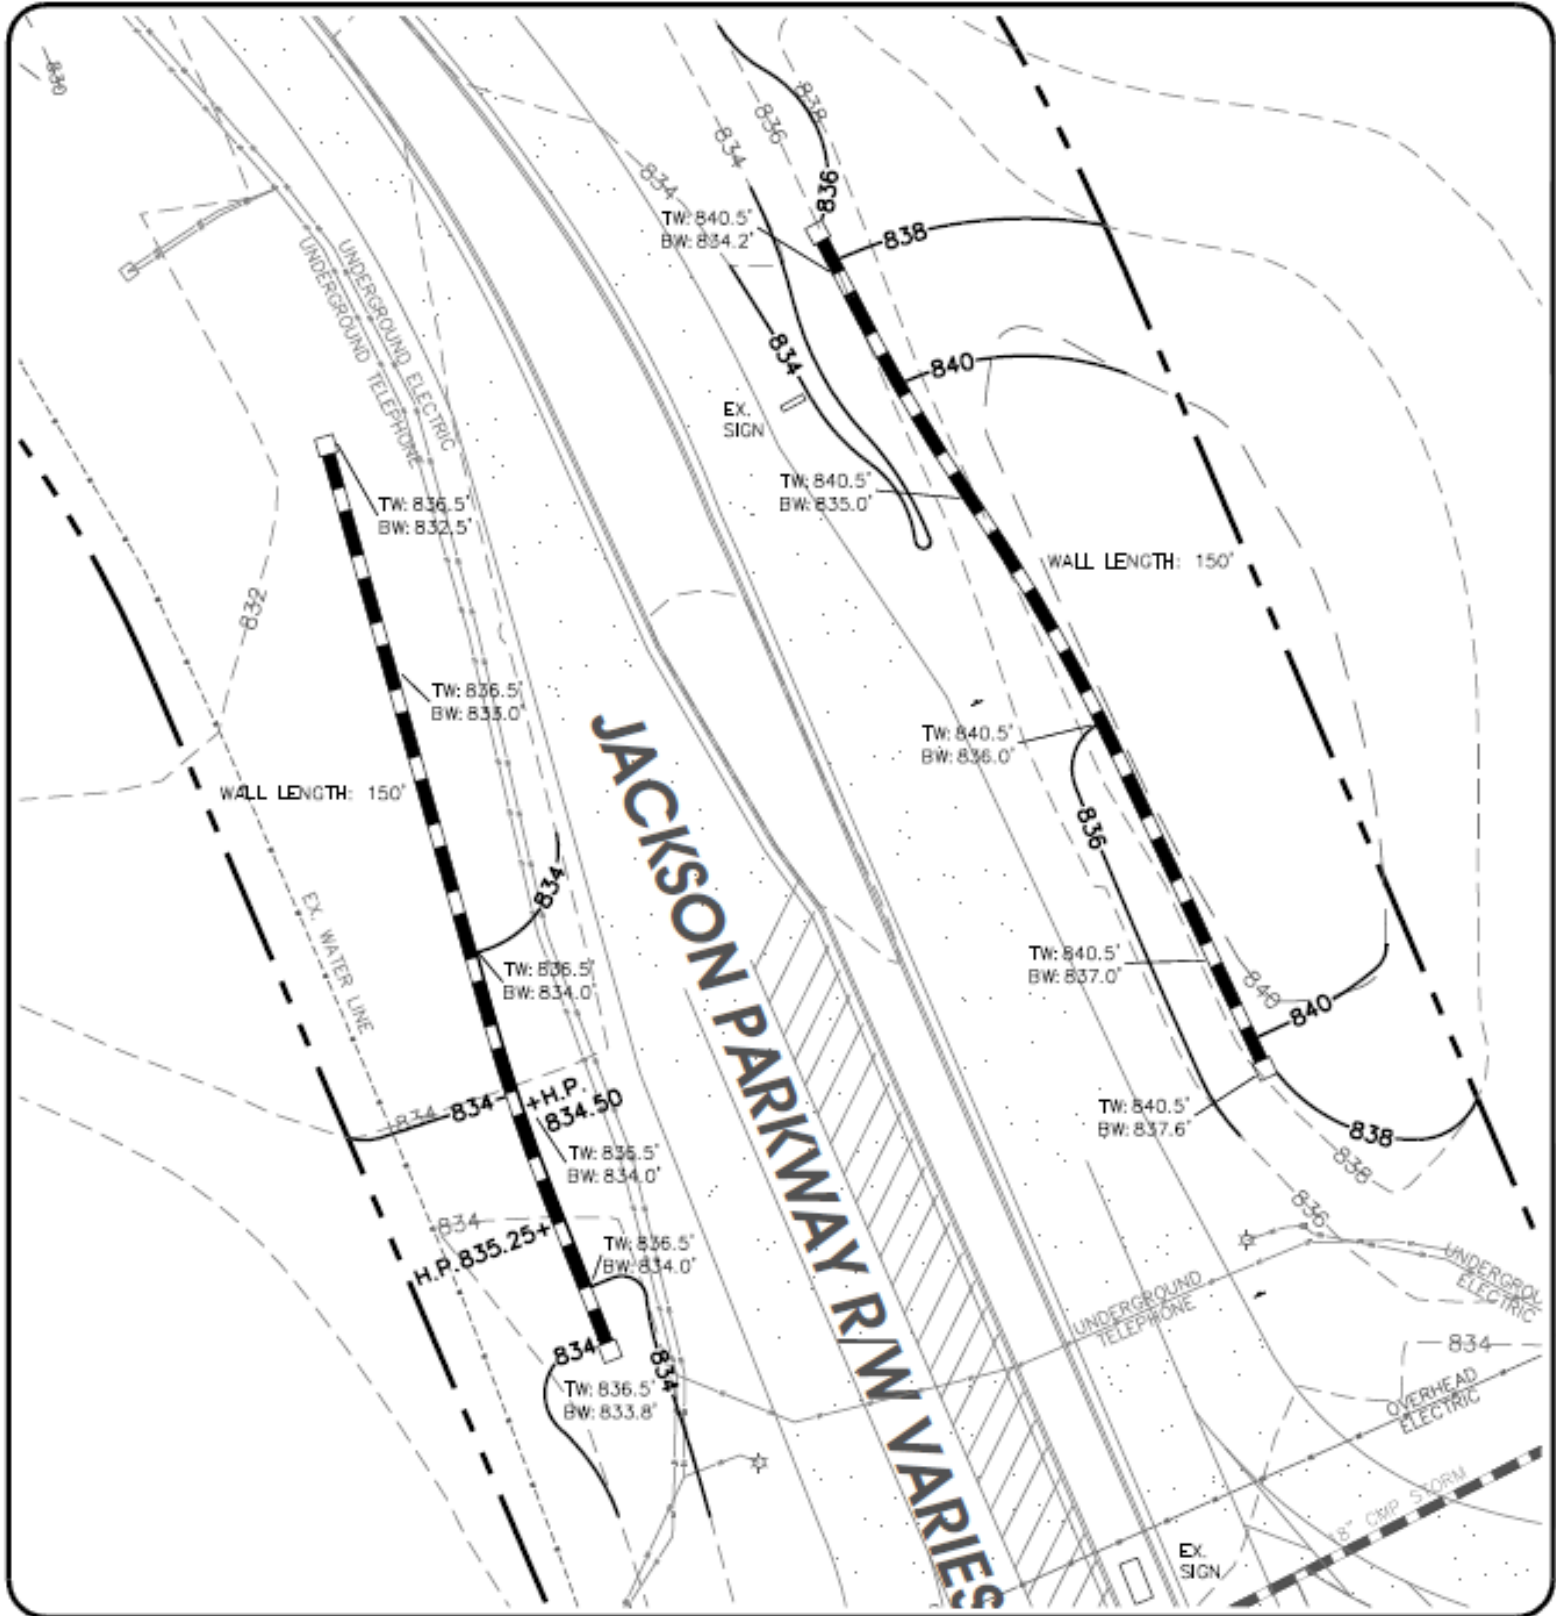 830
838
836
834
834
836
TW: 840.5'
BW: 834.2'
838
UNDERGROUND ELECTRIC
UNDERGROUND TELEPHONE
834
840
EX.
SIGN
TW: 840.5'
BW: 835.0'
TW: 836.5'
BW: 832.5'
WALL LENGTH: 150'
832
TW: 836.5'
BW: 833.0'
TW: 840.5'
BW: 836.0'
WALL LENGTH: 150'
836
834
JACKSON PARKWAY R/W VARIES
EX. WATER LINE
TW: 836.5'
BW: 834.0'
TW: 840.5'
BW: 837.0'
840
840
834
834
+H.P.
834.50
TW: 840.5'
BW: 837.6'
838
838
TW: 836.5'
BW: 834.0'
836
834
H.P. 835.25+
TW: 836.5'
BW: 834.0'
UNDERGROUND
TELEPHONE
UNDERGROU
ELECTRIC
834
834
834
TW: 836.5'
BW: 833.8'
OVERHEAD
ELECTRIC
18" CMP STORM
EX.
SIGN